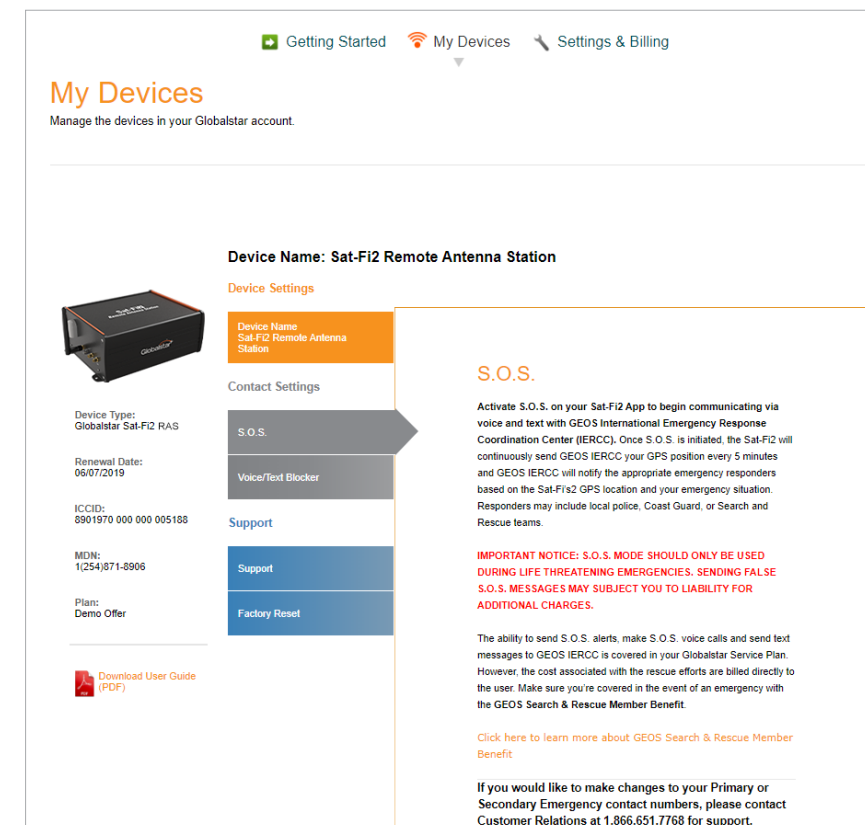 Getting Started My Devices Settings & Billing
My Devices
Manage the devices in your Globalstar account.
Device Name: Sat-Fi2 Remote Antenna Station
Device Settings
Device Name
Sat-Fi2 Remote Antenna
Station
Contact Settings
S.O.S.
Voice/Text Blocker
Support
Support
Factory Reset
Sat-Fi2
Remote Antenna Station
Globalstar
Device Type:
Globalstar Sat-Fi2 RAS
Renewal Date:
06/07/2019
ICCID:
8901970 000 000 005188
MDN:
1(254)871-8906
Plan:
Demo Offer
PDF
Download User Guide
(PDF)
S.O.S.
Activate S.O.S. on your Sat-Fi2 App to begin communicating via
voice and text with GEOS International Emergency Response
Coordination Center (IERCC). Once S.O.S. is initiated, the Sat-Fi2 will
continuously send GEOS IERCC your GPS position every 5 minutes
and GEOS IERCC will notify the appropriate emergency responders
based on the Sat-Fi's2 GPS location and your emergency situation.
Responders may include local police, Coast Guard, or Search and
Rescue teams.
IMPORTANT NOTICE: S.O.S. MODE SHOULD ONLY BE USED
DURING LIFE THREATENING EMERGENCIES. SENDING FALSE
S.O.S. MESSAGES MAY SUBJECT YOU TO LIABILITY FOR
ADDITIONAL CHARGES.
The ability to send S.O.S. alerts, make S.O.S. voice calls and send text
messages to GEOS IERCC is covered in your Globalstar Service Plan.
However, the cost associated with the rescue efforts are billed directly to
the user. Make sure you're covered in the event of an emergency with
the GEOS Search & Rescue Member Benefit.
Click here to learn more about GEOS Search & Rescue Member
Benefit
If you would like to make changes to your Primary or
Secondary Emergency contact numbers, please contact
Customer Relations at 1.866.651.7768 for support.